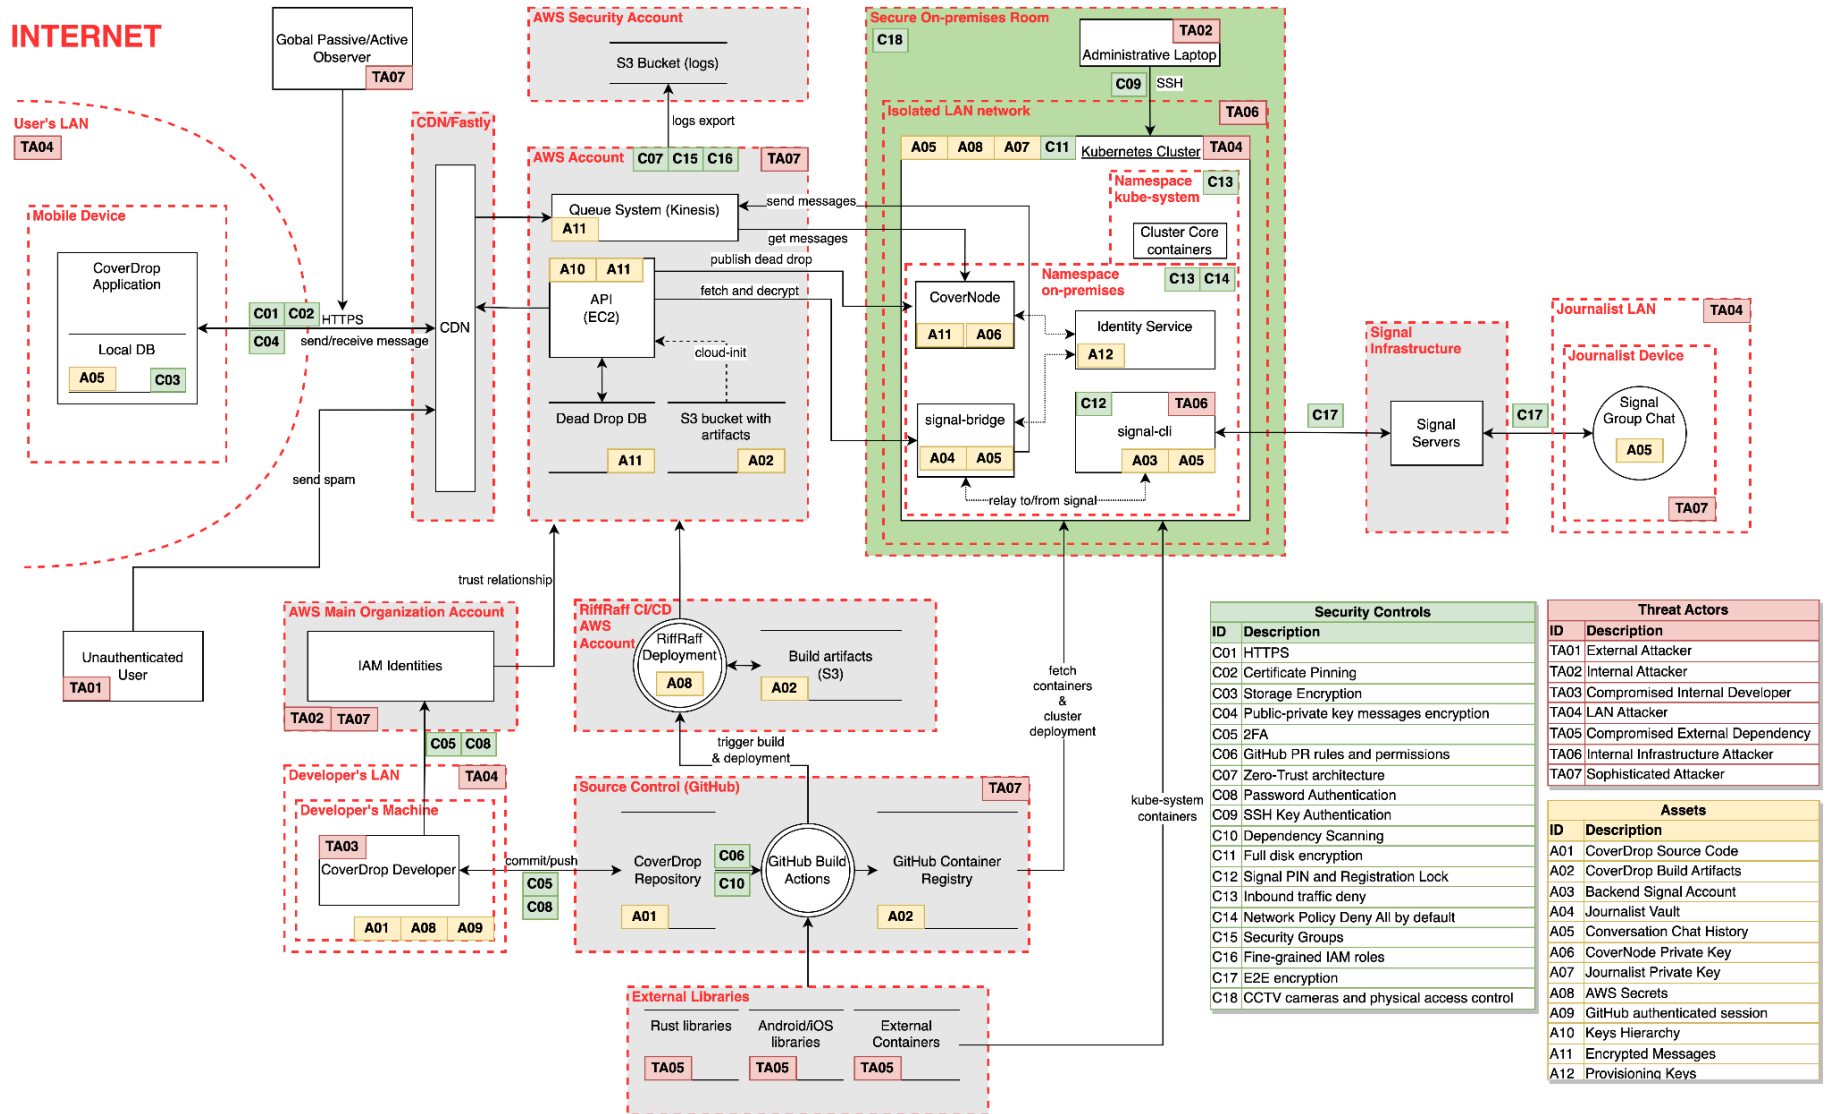 INTERNET
Gobal Passive/Active
Observer
TA07
User's LAN
TA04
Mobile Device
CoverDrop
Application
Local DB
A05
C03
C01
C02
C04
HTTPS
send/receive message
send spam
Unauthenticated
User
TA01
CDN/Fastly
CDN
AWS Security Account
S3 Bucket (logs)
logs export
AWS Account
C07
C15
C16
TA07
Queue System (Kinesis)
A11
send messages
get messages
publish dead drop
fetch and decrypt
A10
A11
API
(EC2)
cloud-init
Dead Drop DB
A11
S3 bucket with
artifacts
A02
Secure On-premises Room
C18
TA02
Administrative Laptop
C09
SSH
Isolated LAN network
TA06
A05
A08
A07
C11
Kubernetes Cluster
TA04
Namespace
kube-system
C13
Cluster Core
containers
Namespace
on-premises
C13
C14
CoverNode
A11
A06
Identity Service
A12
signal-bridge
A04
A05
C12
TA06
signal-cli
A03
A05
relay to/from signal
C17
Signal
Infrastructure
Signal
Servers
C17
Journalist LAN
TA04
Journalist Device
Signal
Group Chat
A05
TA07
trust relationship
AWS Main Organization Account
IAM Identities
TA02
TA07
C05
C08
Developer's LAN
TA04
Developer's Machine
TA03
CoverDrop Developer
A01
A08
A09
commit/push
C05
C08
RiffRaff CI/CD
AWS
Account
RiffRaff
Deployment
A08
Build artifacts
(S3)
A02
trigger build
& deployment
Source Control (GitHub)
TA07
CoverDrop
Repository
A01
C06
C10
GitHub Build
Actions
GitHub Container
Registry
A02
fetch
containers
&
cluster
deployment
kube-system
containers
External Libraries
Rust libraries
TA05
Android/iOS
libraries
TA05
External
Containers
TA05
Security Controls
ID Description
C01 HTTPS
C02 Certificate Pinning
C03 Storage Encryption
C04 Public-private key messages encryption
C05 2FA
C06 GitHub PR rules and permissions
C07 Zero-Trust architecture
C08 Password Authentication
C09 SSH Key Authentication
C10 Dependency Scanning
C11 Full disk encryption
C12 Signal PIN and Registration Lock
C13 Inbound traffic deny
C14 Network Policy Deny All by default
C15 Security Groups
C16 Fine-grained IAM roles
C17 E2E encryption
C18 CCTV cameras and physical access control
Threat Actors
ID Description
TA01 External Attacker
TA02 Internal Attacker
TA03 Compromised Internal Developer
TA04 LAN Attacker
TA05 Compromised External Dependency
TA06 Internal Infrastructure Attacker
TA07 Sophisticated Attacker
Assets
ID Description
A01 CoverDrop Source Code
A02 CoverDrop Build Artifacts
A03 Backend Signal Account
A04 Journalist Vault
A05 Conversation Chat History
A06 CoverNode Private Key
A07 Journalist Private Key
A08 AWS Secrets
A09 GitHub authenticated session
A10 Keys Hierarchy
A11 Encrypted Messages
A12 Provisioning Keys